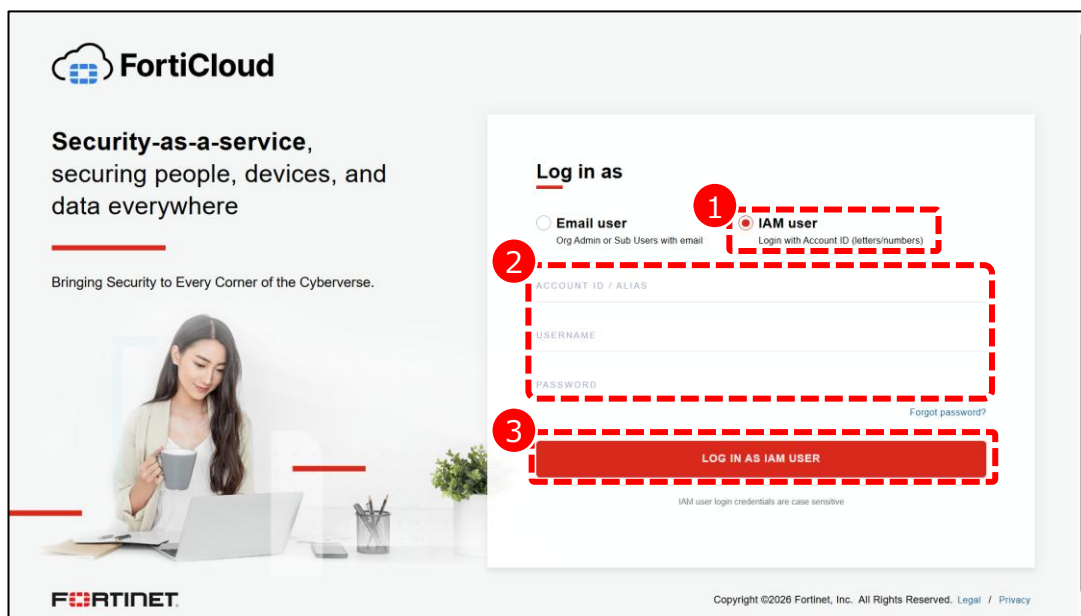 FortiCloud
Security-as-a-service,
securing people, devices, and
data everywhere
Bringing Security to Every Corner of the Cyberverse.
Log in as
1
Email user
Org Admin or Sub Users with email
IAM user
Login with Account ID (letters/numbers)
2
ACCOUNT ID / ALIAS
USERNAME
PASSWORD
Forgot password?
3
LOG IN AS IAM USER
IAM user login credentials are case sensitive
FORTINET
Copyright ©2026 Fortinet, Inc. All Rights Reserved. Legal / Privacy